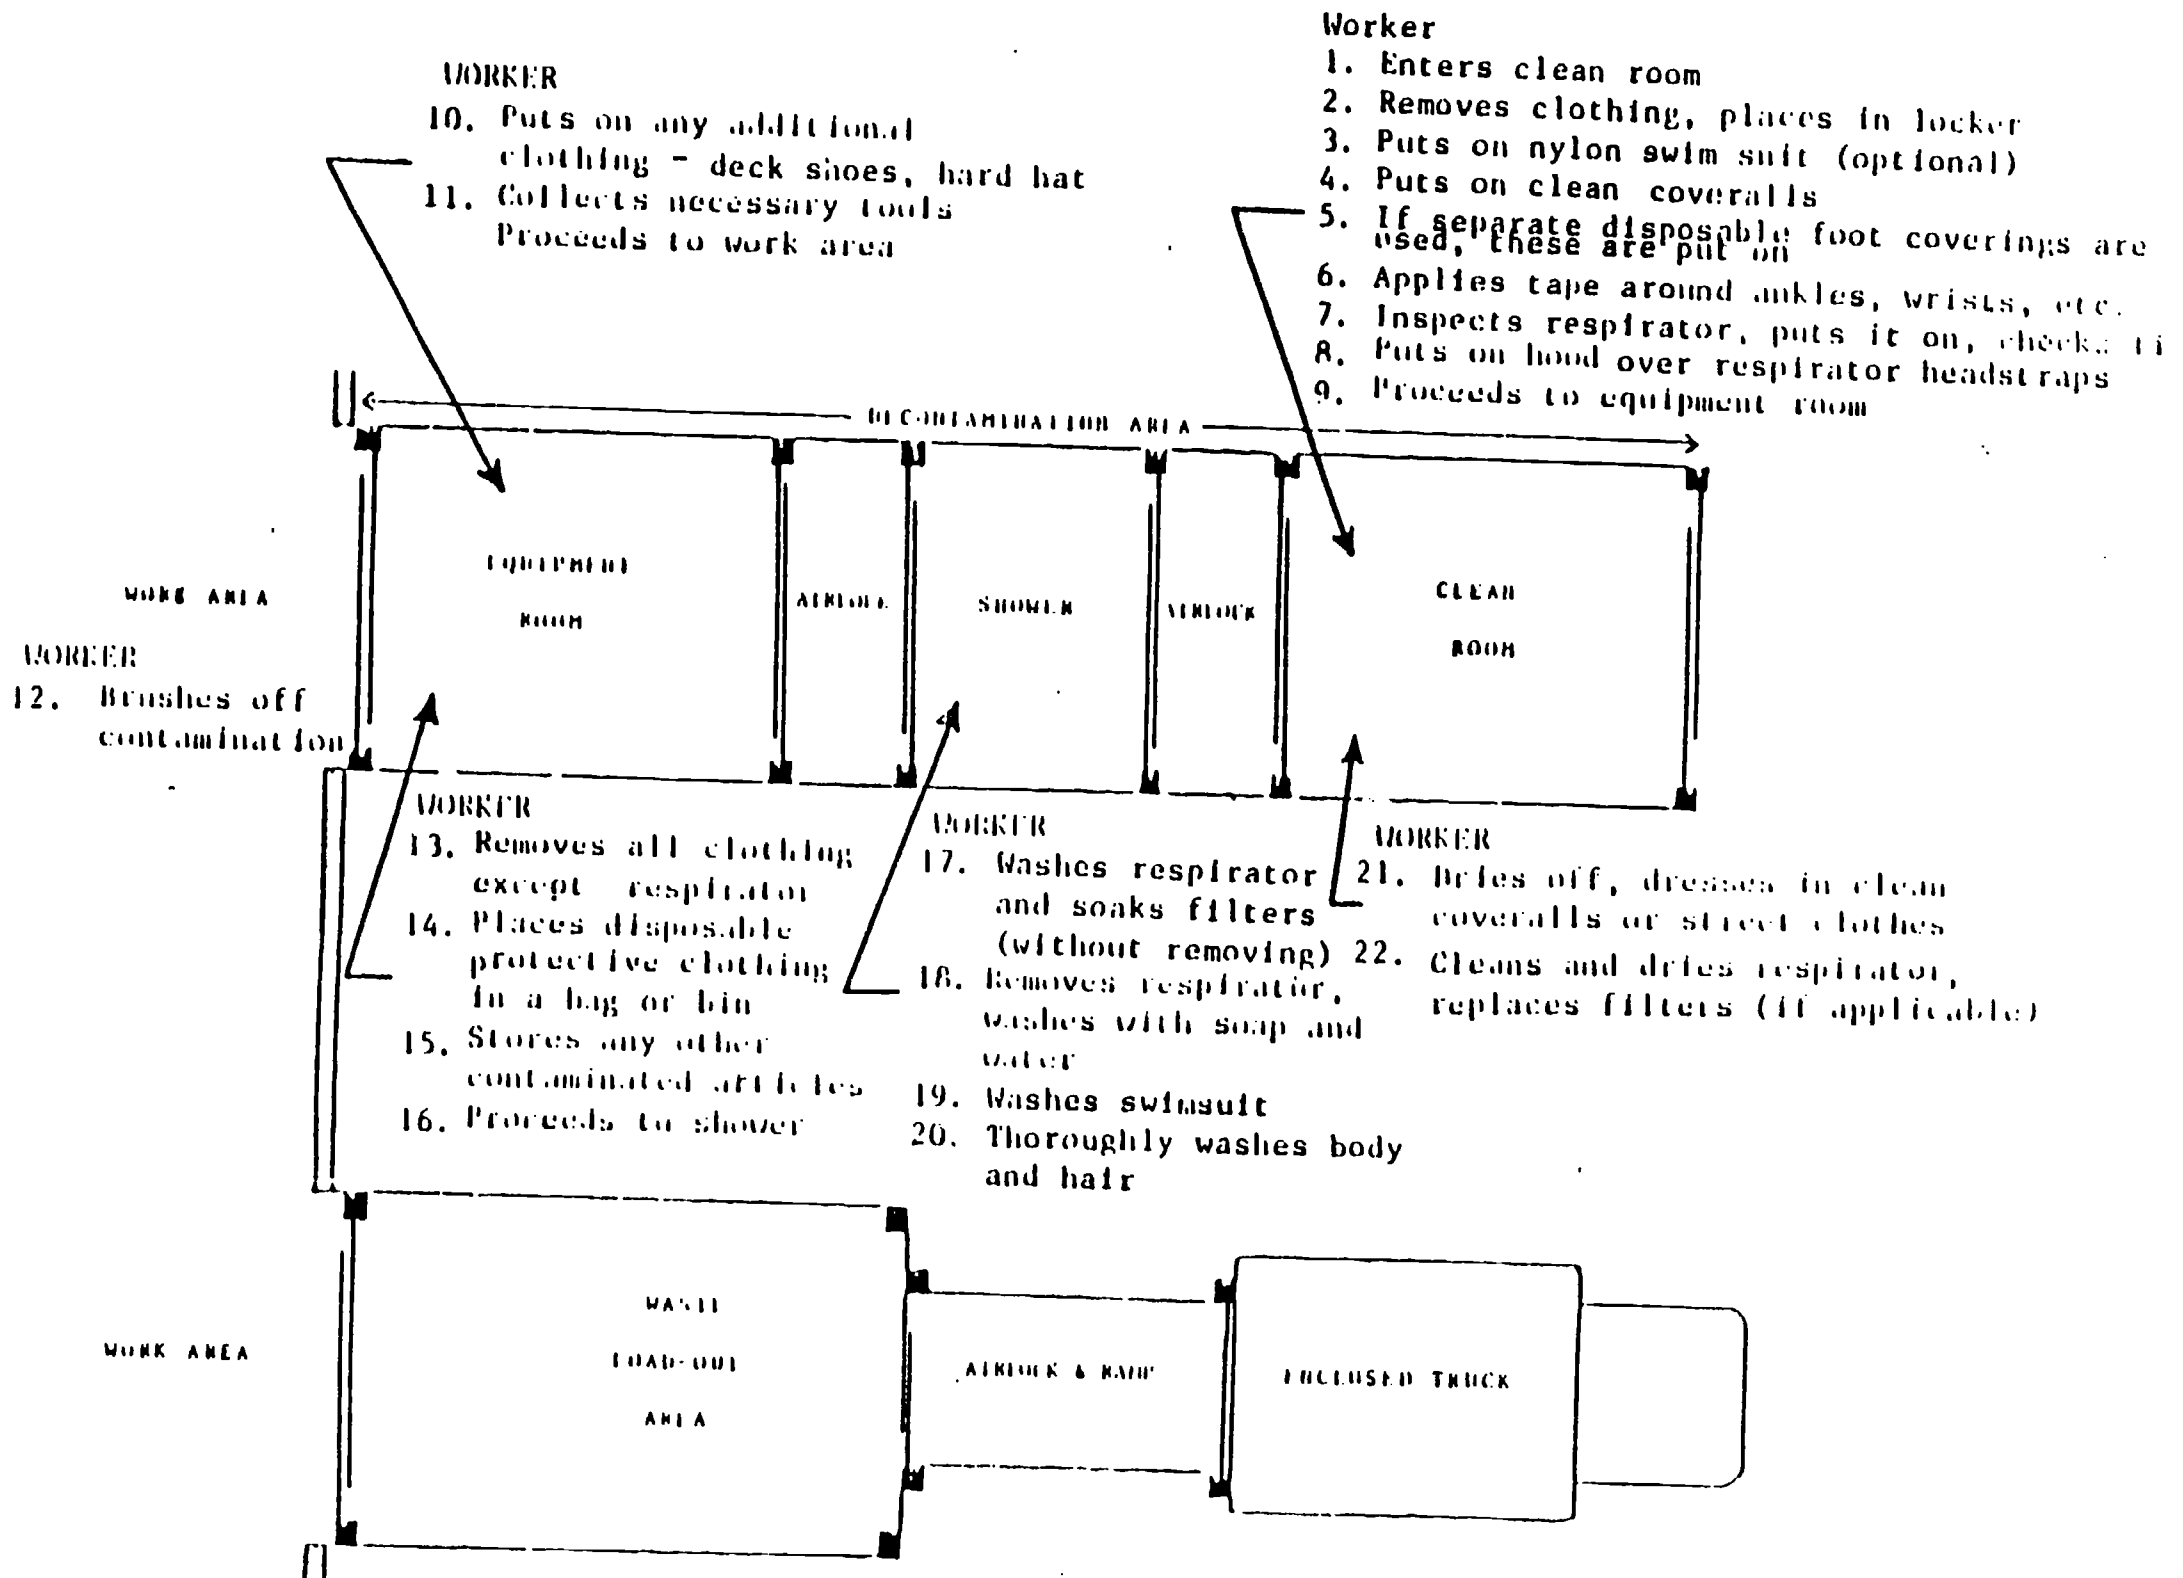 Worker
1. Enters clean room
2. Removes clothing, places in locker
3. Puts on nylon swim suit (optional)
4. Puts on clean coveralls
5. If separate disposable foot coverings are
used, these are put on
6. Applies tape around ankles, wrists, etc.
7. Inspects respirator, puts it on, checks
8. Puts on hood over respirator headstraps
9. Proceeds to equipment room
WORKER
10. Puts on any additional
clothing - deck shoes, hard hat
11. Collects necessary tools
Proceeds to work area
DECONTAMINATION AREA
WORK AREA
EQUIPMENT
ROOM
AIRLOCK
SHOWER
AIRLOCK
CLEAN
ROOM
WORKER
12. Brushes off
contamination
WORKER
13. Removes all clothing
except respirator
14. Places disposable
protective clothing
in a bag or bin
15. Stores any other
contaminated articles
16. Proceeds to shower
WORKER
17. Washes respirator
and soaks filters
(without removing)
18. Removes respirator,
washes with soap and
water
19. Washes swimsuit
20. Thoroughly washes body
and hair
WORKER
21. Dries off, dresses in clean
coveralls or street clothes
22. Cleans and dries respirator,
replaces filters (if applicable)
WORK AREA
WASTE
LOAD-OUT
AREA
AIRLOCK & RAMP
ENCLOSED TRUCK